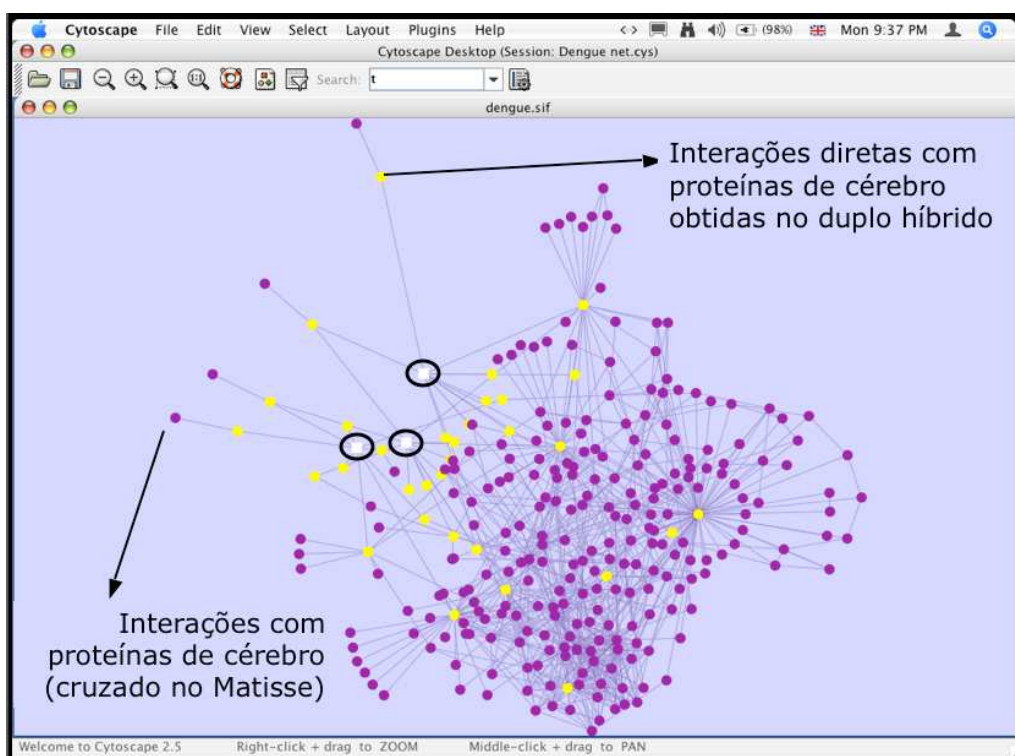 Cytoscape File Edit View Select Layout Plugins Help (98%) Mon 9:37 PM
Cytoscape Desktop (Session: Dengue net.cys)
Search: t
dengue.sif
Interações diretas com
proteínas de cérebro
obtidas no duplo híbrido
Interações com
proteínas de cérebro
(cruzado no Matisse)
Welcome to Cytoscape 2.5 Right-click + drag to ZOOM Middle-click + drag to PAN